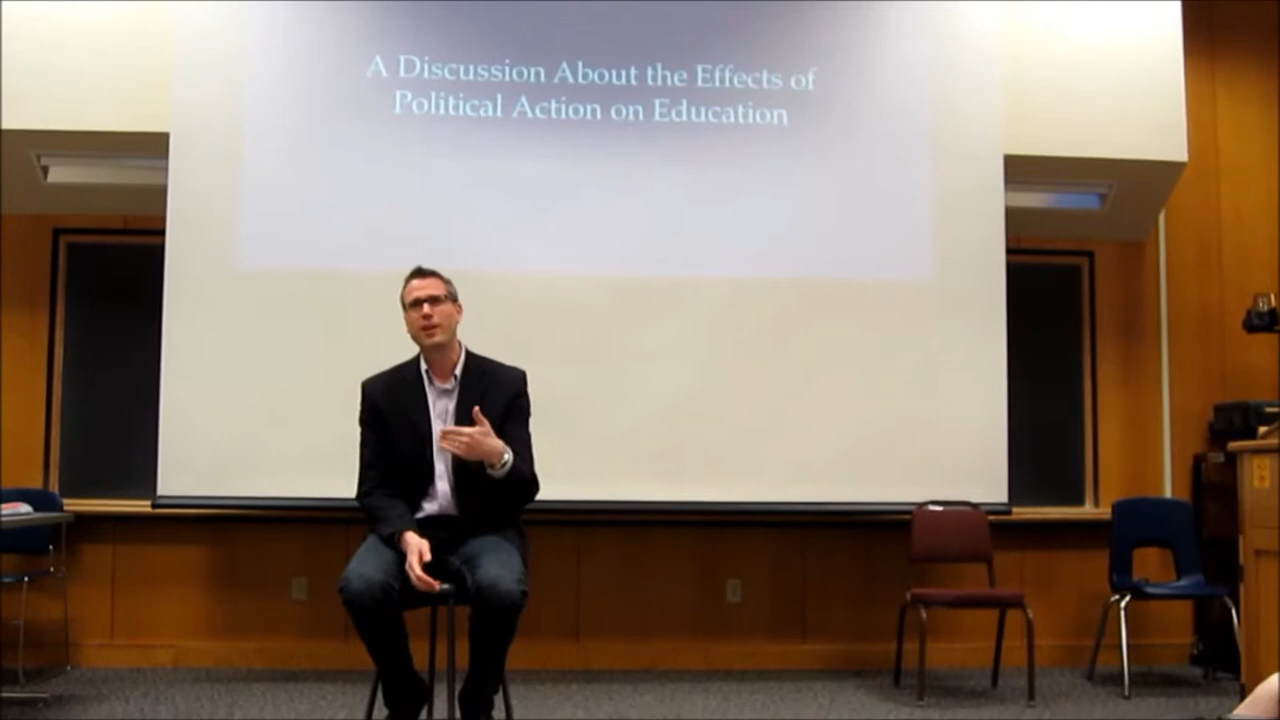 A Discussion About the Effects of
Political Action on Education